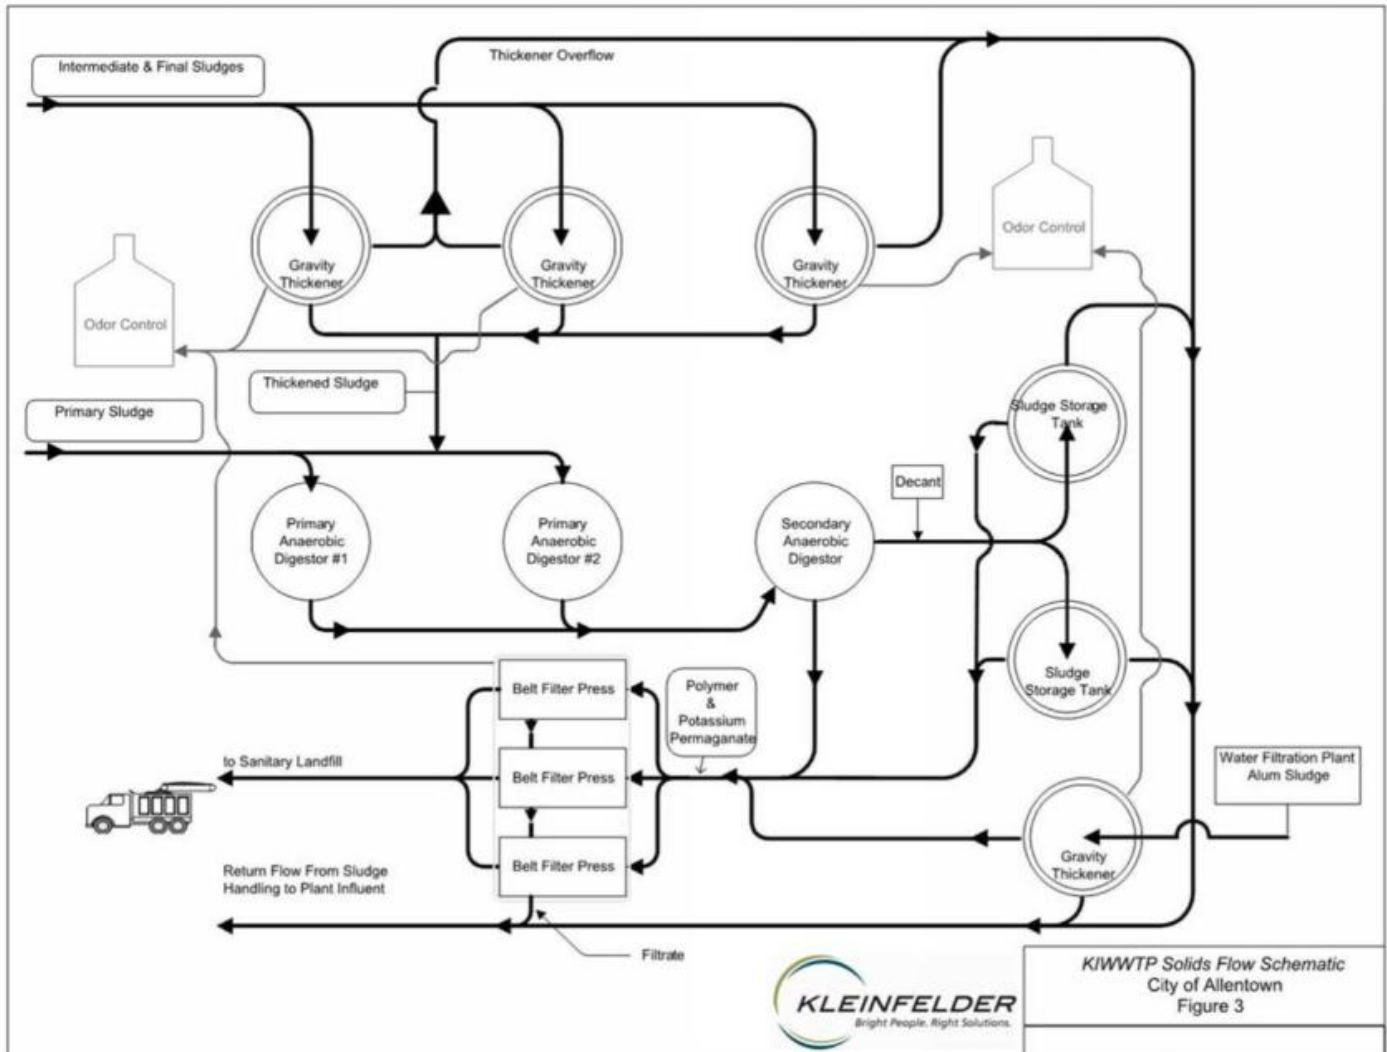 Thickener Overflow
Intermediate & Final Sludges
Odor Control
Gravity
Thickener
Gravity
Thickener
Gravity
Thickener
Odor Control
Thickened Sludge
Primary Sludge
Sludge Storage
Tank
Decant
Primary
Anaerobic
Digestor #1
Primary
Anaerobic
Digestor #2
Secondary
Anaerobic
Digestor
Sludge
Storage Tank
Belt Filter Press
Polymer
&
Potassium
Permaganate
to Sanitary Landfill
Belt Filter Press
Water Filtration Plant
Alum Sludge
Belt Filter Press
Gravity
Thickener
Return Flow From Sludge
Handling to Plant Influent
Filtrate
KLEINFELDER
Bright People. Right Solutions.
KIWWTP Solids Flow Schematic
City of Allentown
Figure 3